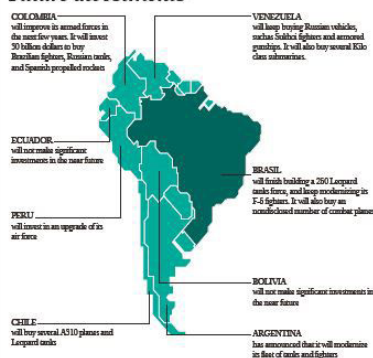 COLOMBIA
will improve its armed forces in
the next few years. It will invest
50 billion dollars to buy
Brazilian fighters, Russian tanks,
and Spanish propelled rockets
VENEZUELA
will keep buying Russian vehicles,
such as Sukhoi fighters and armored
gunships. It will also buy several Kilo
class submarines.
ECUADOR
will not make significant
investments in the near future
BRASIL
will finish building a 250 Leopard
tanks force, and keep modernizing its
F-5 fighters. It will also buy an
nondisclosed number of combat planes
PERU
will invest in an upgrade of its
air force
BOLIVIA
will not make significant investments in
the near future
CHILE
will buy several A310 planes and
Leopard tanks
ARGENTINA
has announced that it will modernize
its fleet of tanks and fighters